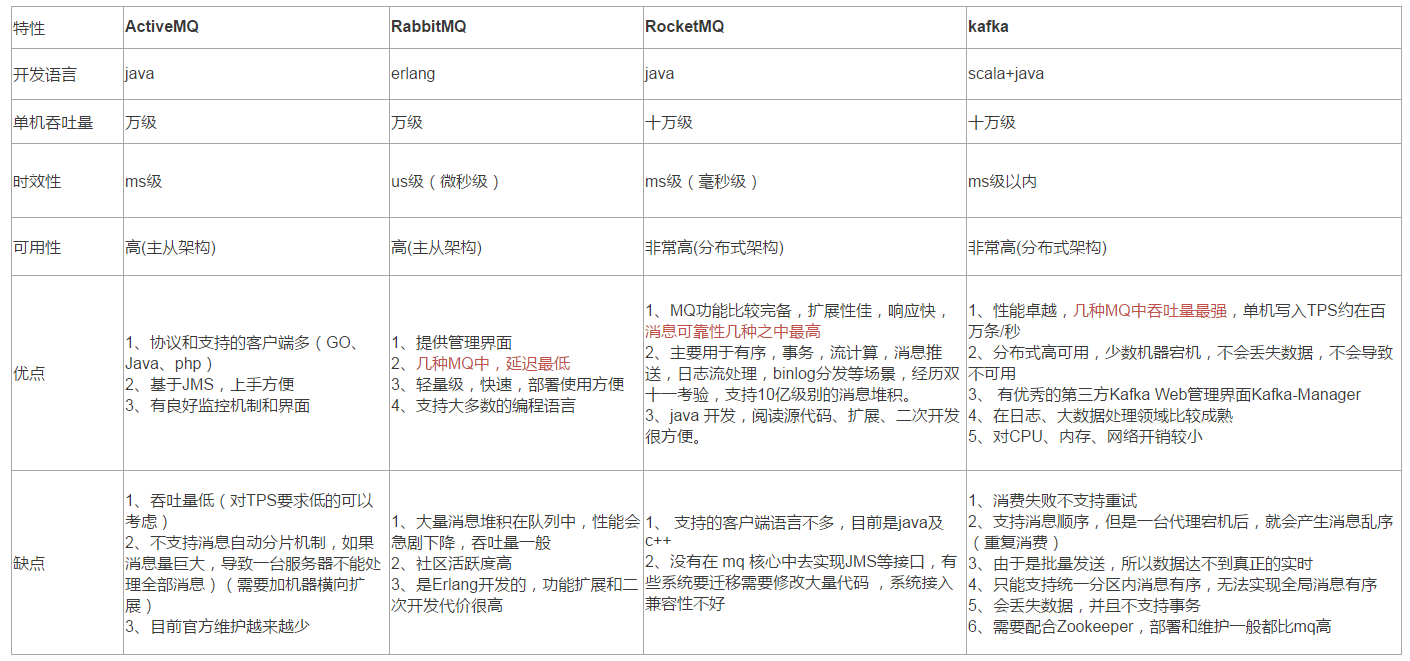 特性 ActiveMQ RabbitMQ RocketMQ kafka
开发语言 java erlang java scala+java
单机吞吐量 万级 万级 十万级 十万级
时效性 ms级 us级（微秒级） ms级（毫秒级） ms级以内
可用性 高(主从架构) 高(主从架构) 非常高(分布式架构) 非常高(分布式架构)
优点
1、协议和支持的客户端多（GO、
Java、php）
2、基于JMS，上手方便
3、有良好监控机制和界面
1、提供管理界面
2、几种MQ中，延迟最低
3、轻量级，快速，部署使用方便
4、支持大多数的编程语言
1、MQ功能比较完备，扩展性佳，响应快，
消息可靠性几种之中最高
2、主要用于有序，事务，流计算，消息推
送，日志流处理，binlog分发等场景，经历双
十一考验，支持10亿级别的消息堆积。
3、java 开发，阅读源代码、扩展、二次开发
很方便。
1、性能卓越，几种MQ中吞吐量最强，单机写入TPS约在百
万条/秒
2、分布式高可用，少数机器宕机，不会丢失数据，不会导致
不可用
3、 有优秀的第三方Kafka Web管理界面Kafka-Manager
4、在日志、大数据处理领域比较成熟
5、对CPU、内存、网络开销较小
缺点
1、吞吐量低（对TPS要求低的可以
考虑）
2、不支持消息自动分片机制，如果
消息量巨大，导致一台服务器不能处
理全部消息）（需要加机器横向扩
展）
3、目前官方维护越来越少
1、大量消息堆积在队列中，性能会
急剧下降，吞吐量一般
2、社区活跃度高
3、是Erlang开发的，功能扩展和二
次开发代价很高
1、 支持的客户端语言不多，目前是java及
c++
2、没有在 mq 核心中去实现JMS等接口，有
些系统要迁移需要修改大量代码 ，系统接入
兼容性不好
1、消费失败不支持重试
2、支持消息顺序，但是一台代理宕机后，就会产生消息乱序
（重复消费）
3、由于是批量发送，所以数据达不到真正的实时
4、只能支持统一分区内消息有序，无法实现全局消息有序
5、会丢失数据，并且不支持事务
6、需要配合Zookeeper，部署和维护一般都比mq高